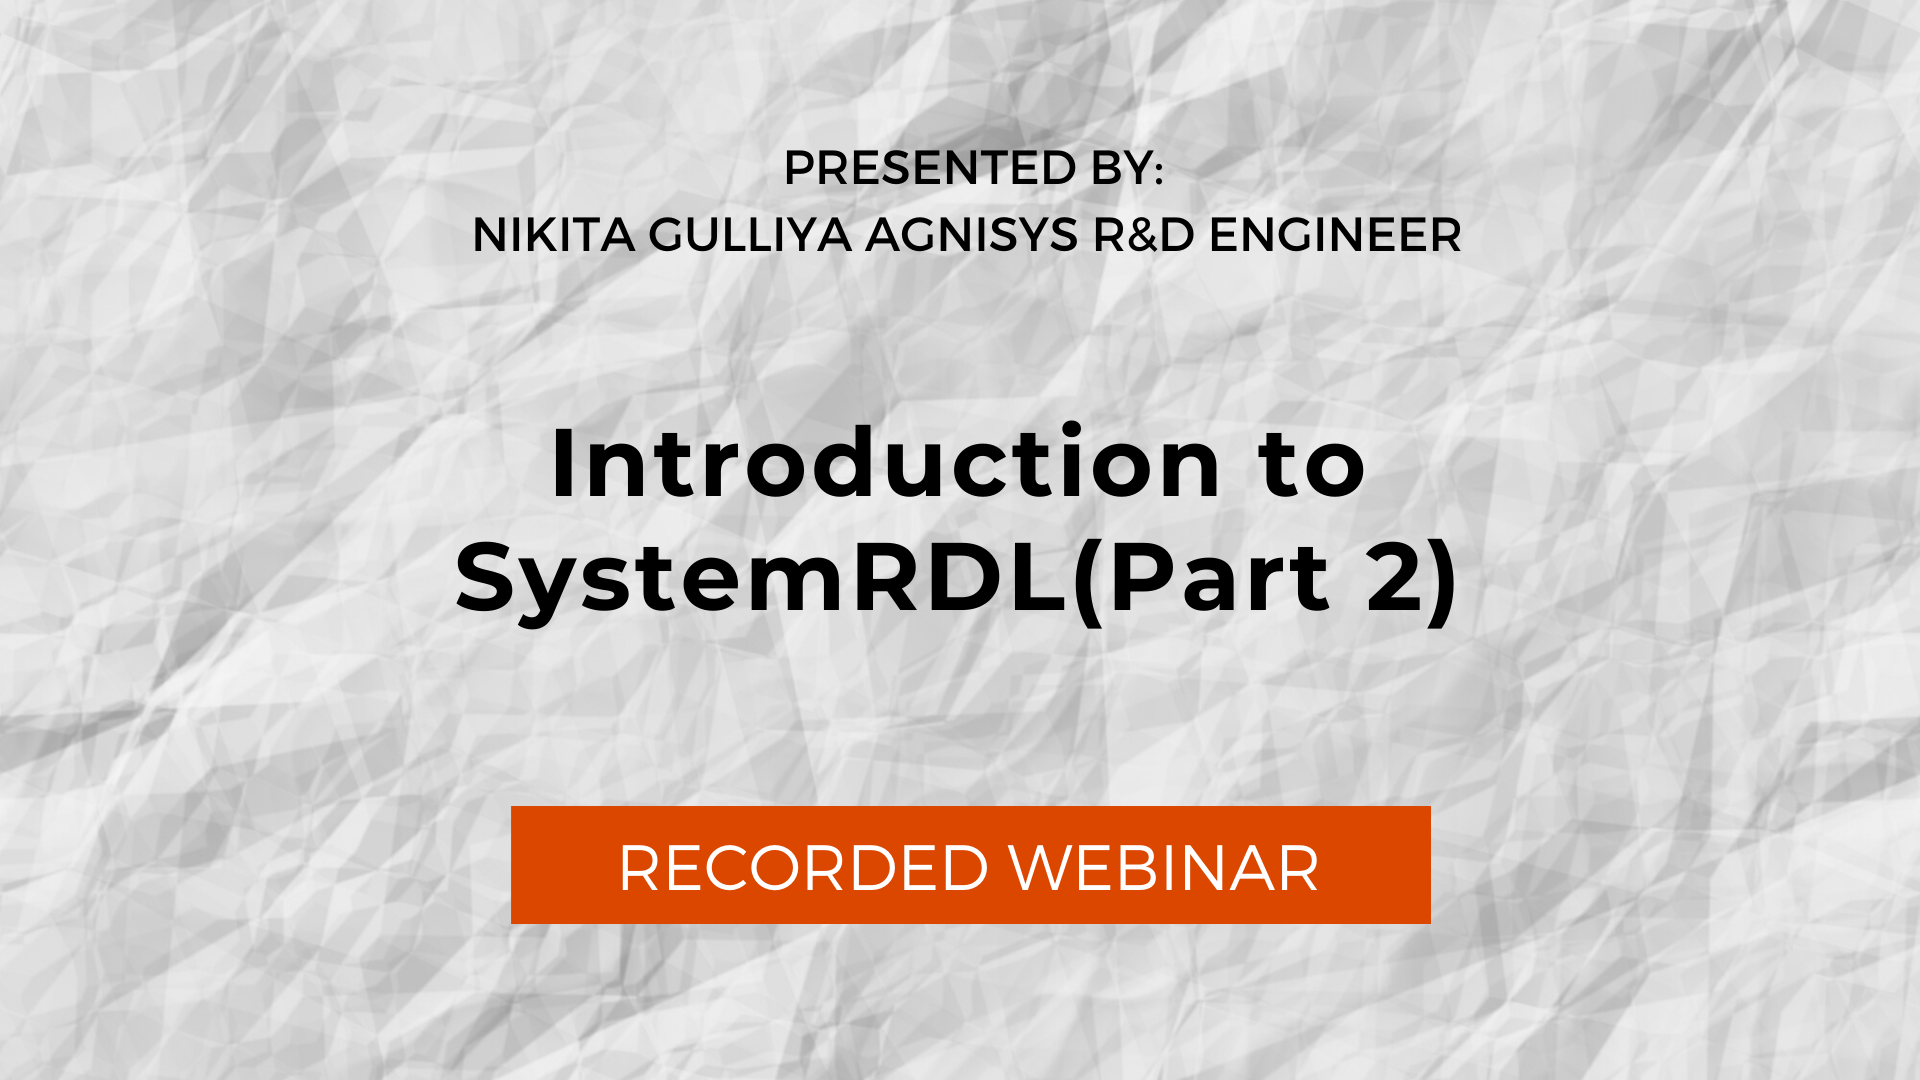 PRESENTED BY:
NIKITA GULLIYA AGNISYS R&D ENGINEER
Introduction to
SystemRDL(Part 2)
RECORDED WEBINAR